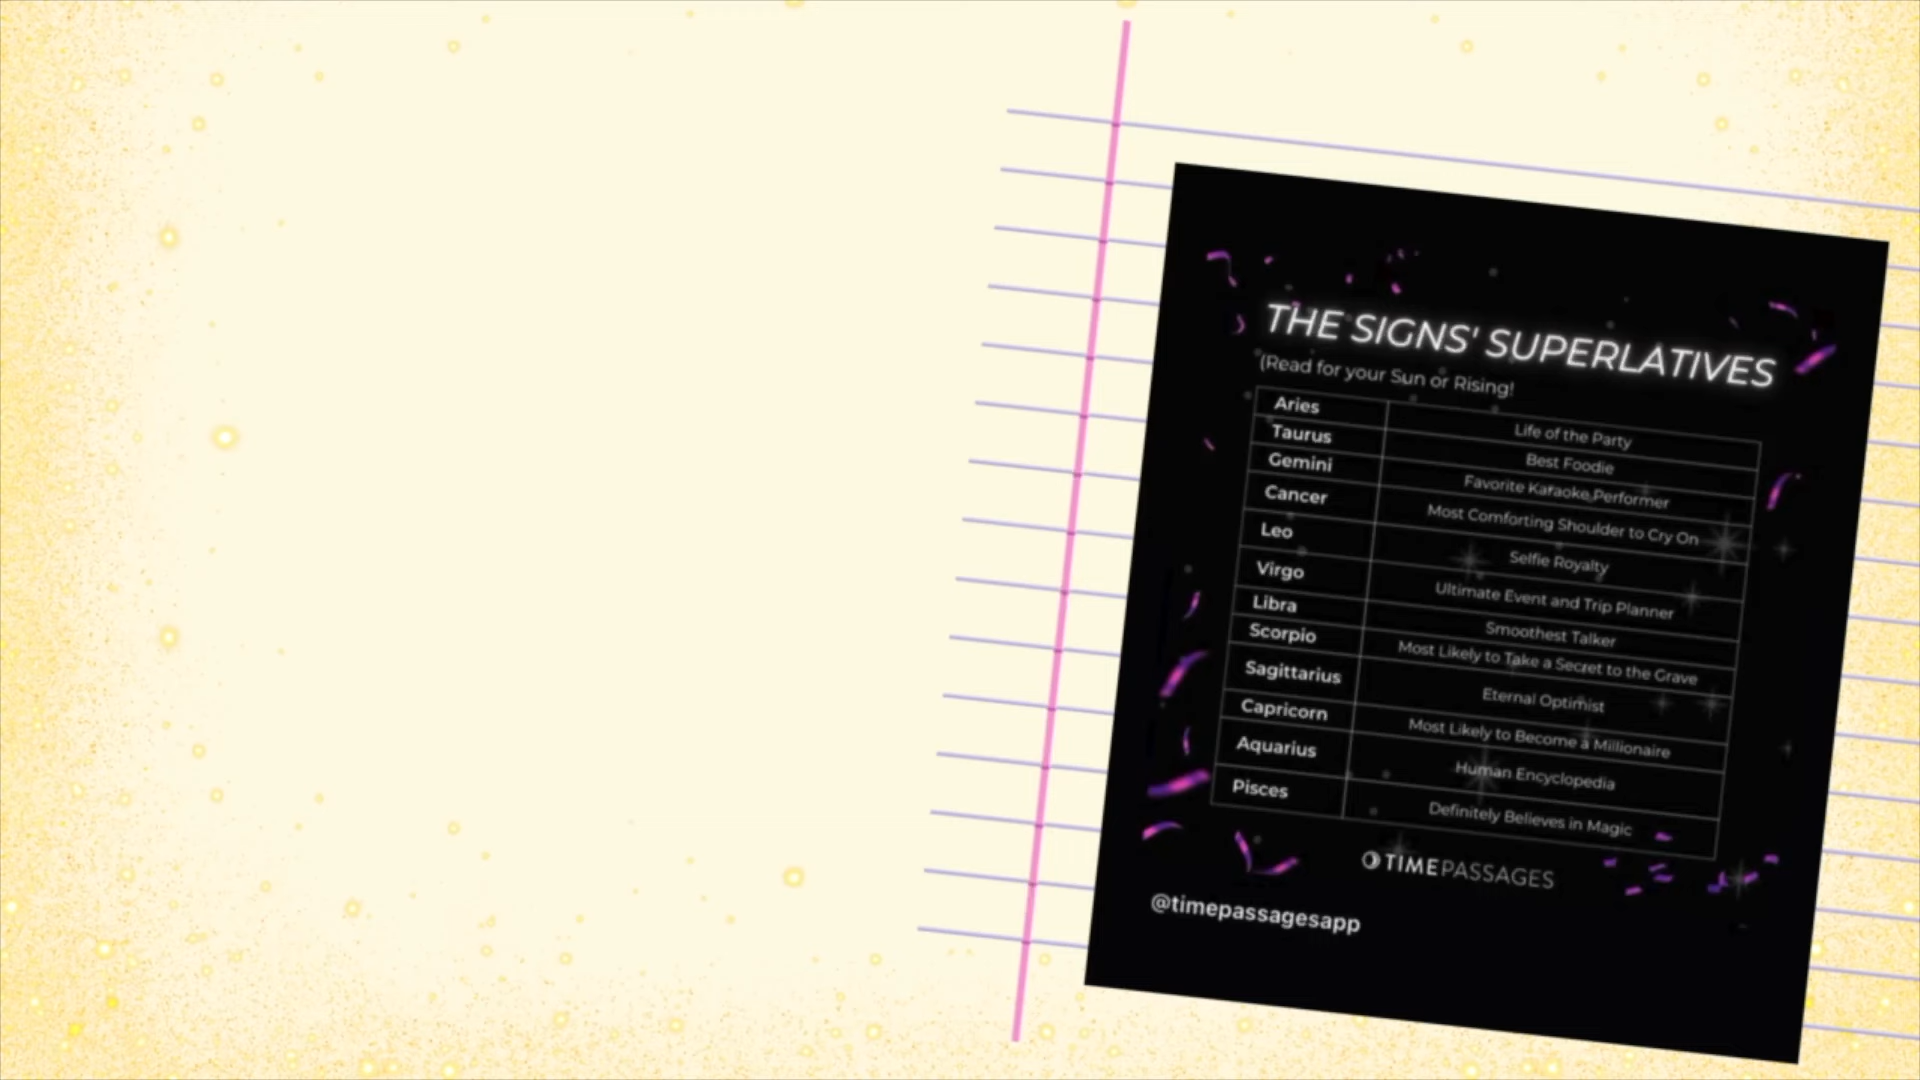 THE SIGNS' SUPERLATIVES
(Read for your Sun or Rising!
Aries Life of the Party
Taurus Best Foodie
Gemini Favorite Karaoke Performer
Cancer Most Comforting Shoulder to Cry On
Leo Selfie Royalty
Virgo Ultimate Event and Trip Planner
Libra Smoothest Talker
Scorpio Most Likely to Take a Secret to the Grave
Sagittarius Eternal Optimist
Capricorn Most Likely to Become a Millionaire
Aquarius Human Encyclopedia
Pisces Definitely Believes in Magic
TIMEPASSAGES
@timepassagesapp